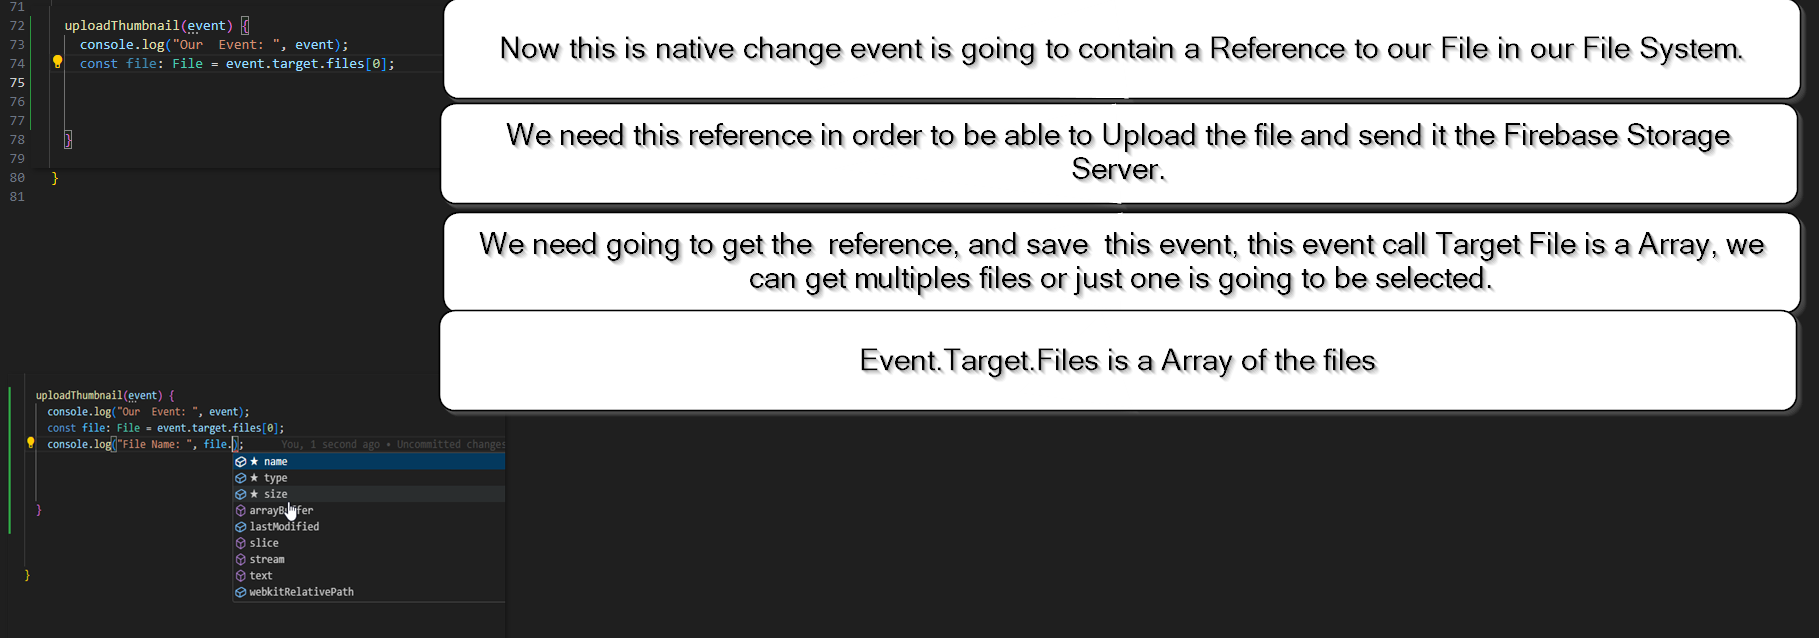 71
72 uploadThumbnail(event) {
73 console.log("Our  Event: ", event);
74 const file: File = event.target.files[0];
75
76
77
78 }
79
80 }
81
Now this is native change event is going to contain a Reference to our File in our File System.
We need this reference in order to be able to Upload the file and send it the Firebase Storage
Server.
We need going to get the  reference, and save  this event, this event call Target File is a Array, we
can get multiples files or just one is going to be selected.
Event.Target.Files is a Array of the files
uploadThumbnail(event) {
console.log("Our  Event: ", event);
const file: File = event.target.files[0];
console.log("File Name: ", file.); You, 1 second ago • Uncommitted changes
★ name
★ type
★ size
arrayBuffer
lastModified
slice
stream
text
webkitRelativePath
}
}